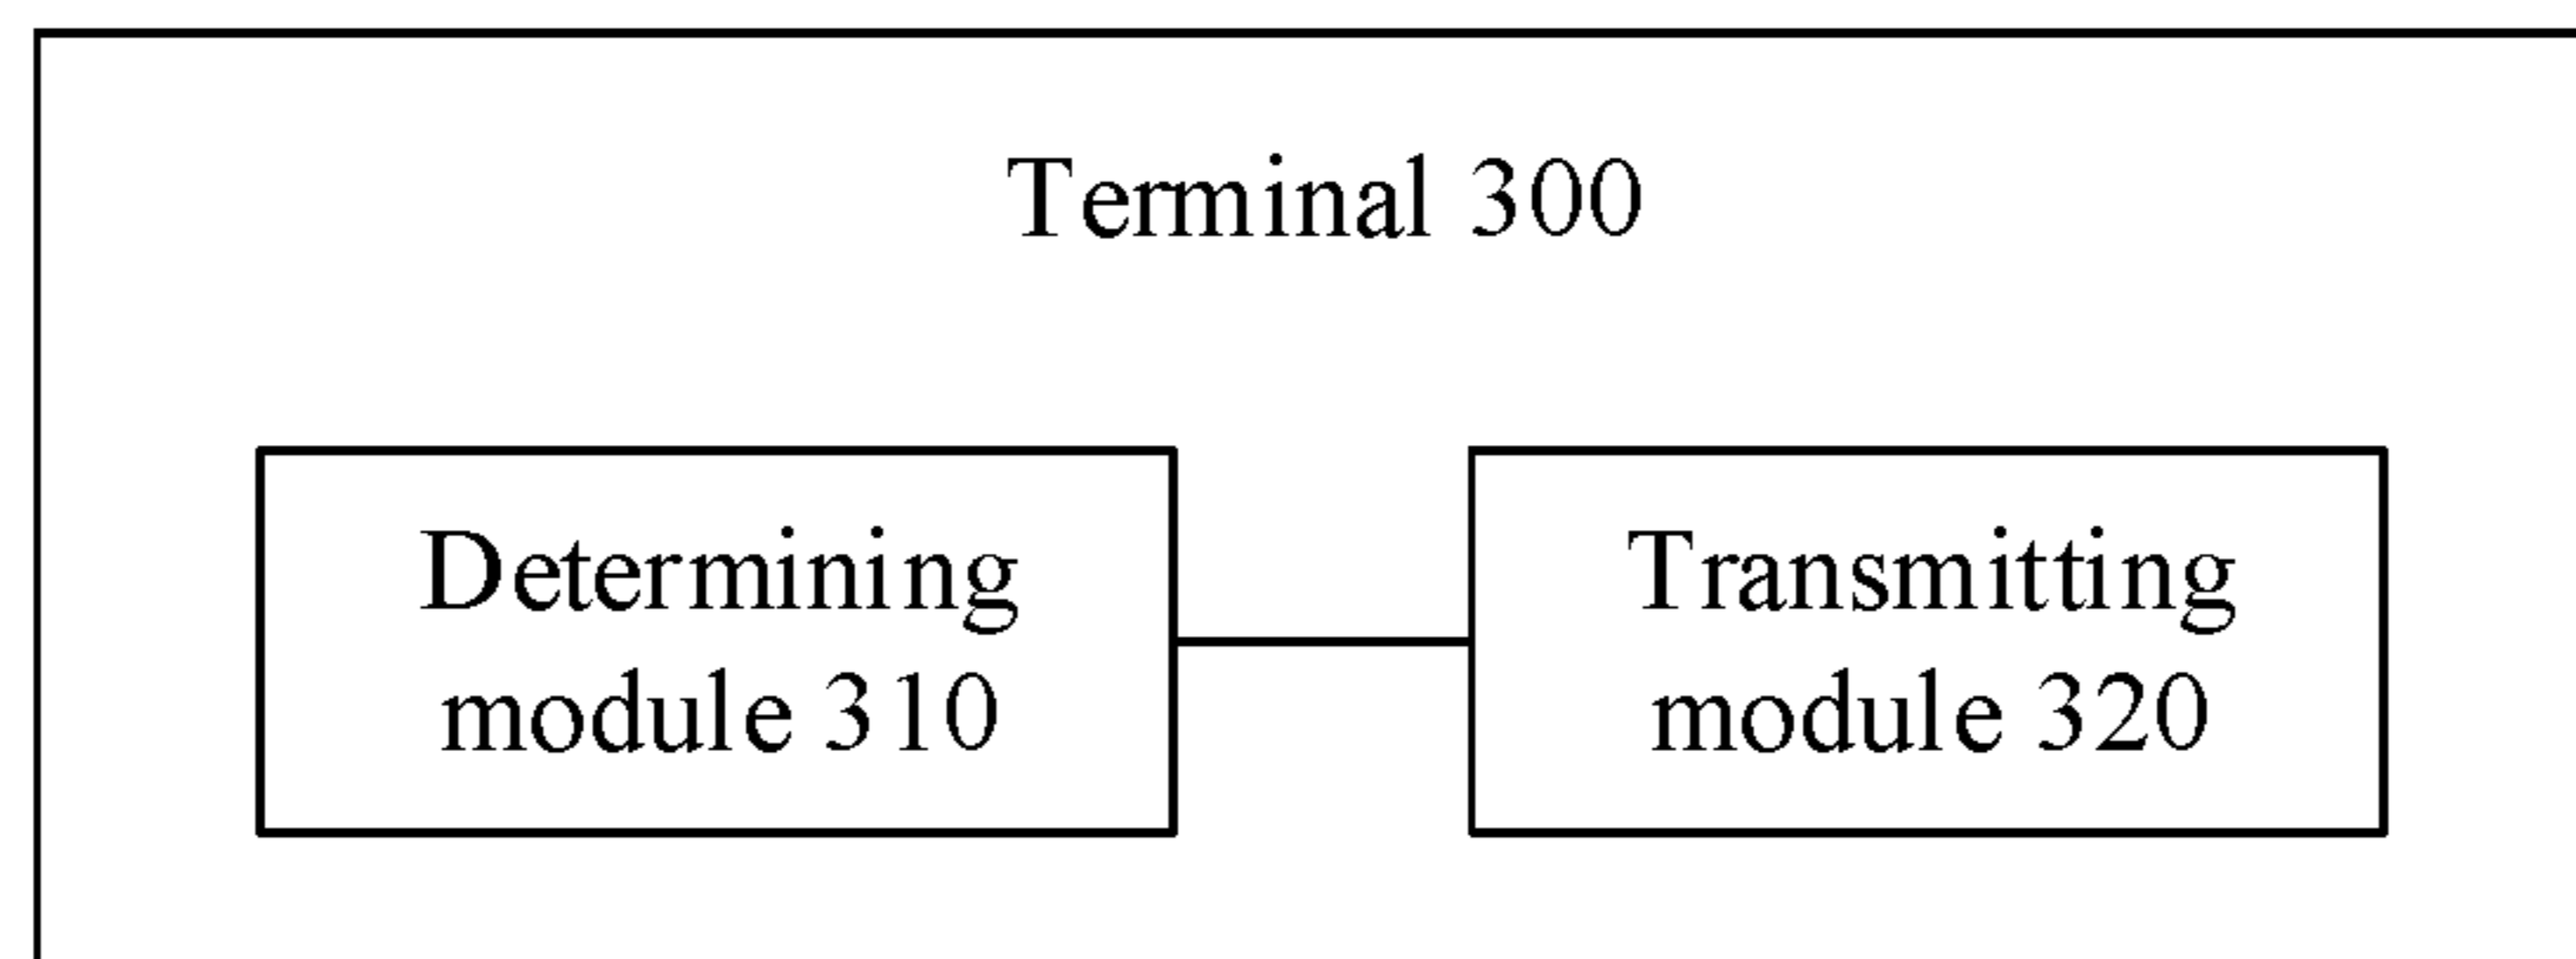 Terminal 300
Determining
module 310
Transmitting
module 320